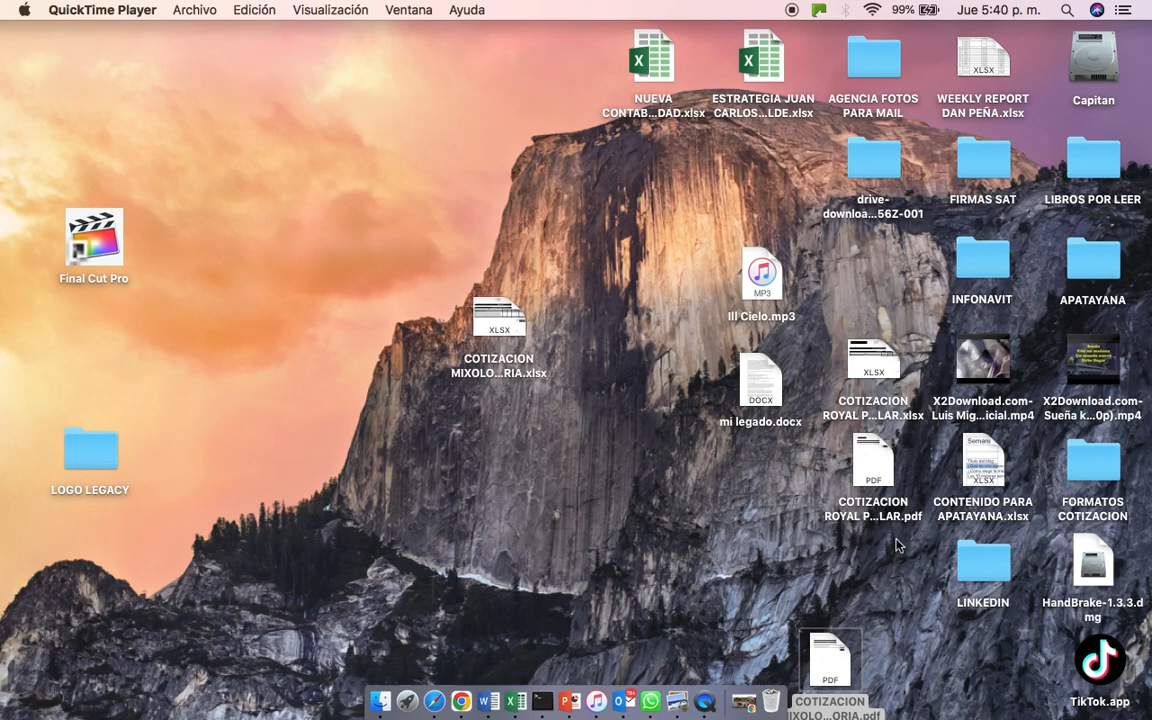 QuickTime Player Archivo Edición Visualización Ventana Ayuda 99% Jue 5:40 p. m.
NUEVA
CONTAB...DAD.xlsx
ESTRATEGIA JUAN
CARLOS...LDE.xlsx
AGENCIA FOTOS
PARA MAIL
XLSX
WEEKLY REPORT
DAN PEÑA.xlsx
Capitan
drive-
downloa...56Z-001
FIRMAS SAT
LIBROS POR LEER
Final Cut Pro
MP3
Ill Cielo.mp3
INFONAVIT
APATAYANA
XLSX
COTIZACION
MIXOLO...RIA.xlsx
DOCX
mi legado.docx
XLSX
COTIZACION
ROYAL P...LAR.xlsx
X2Download.com-
Luis Mig...icial.mp4
X2Download.com-
Sueña k...0p).mp4
LOGO LEGACY
PDF
COTIZACION
ROYAL P...LAR.pdf
Semana
XLSX
CONTENIDO PARA
APATAYANA.xlsx
FORMATOS
COTIZACION
LINKEDIN
HandBrake-1.3.3.d
mg
PDF
COTIZACION
MIXOLO...ORIA.pdf
TikTok.app